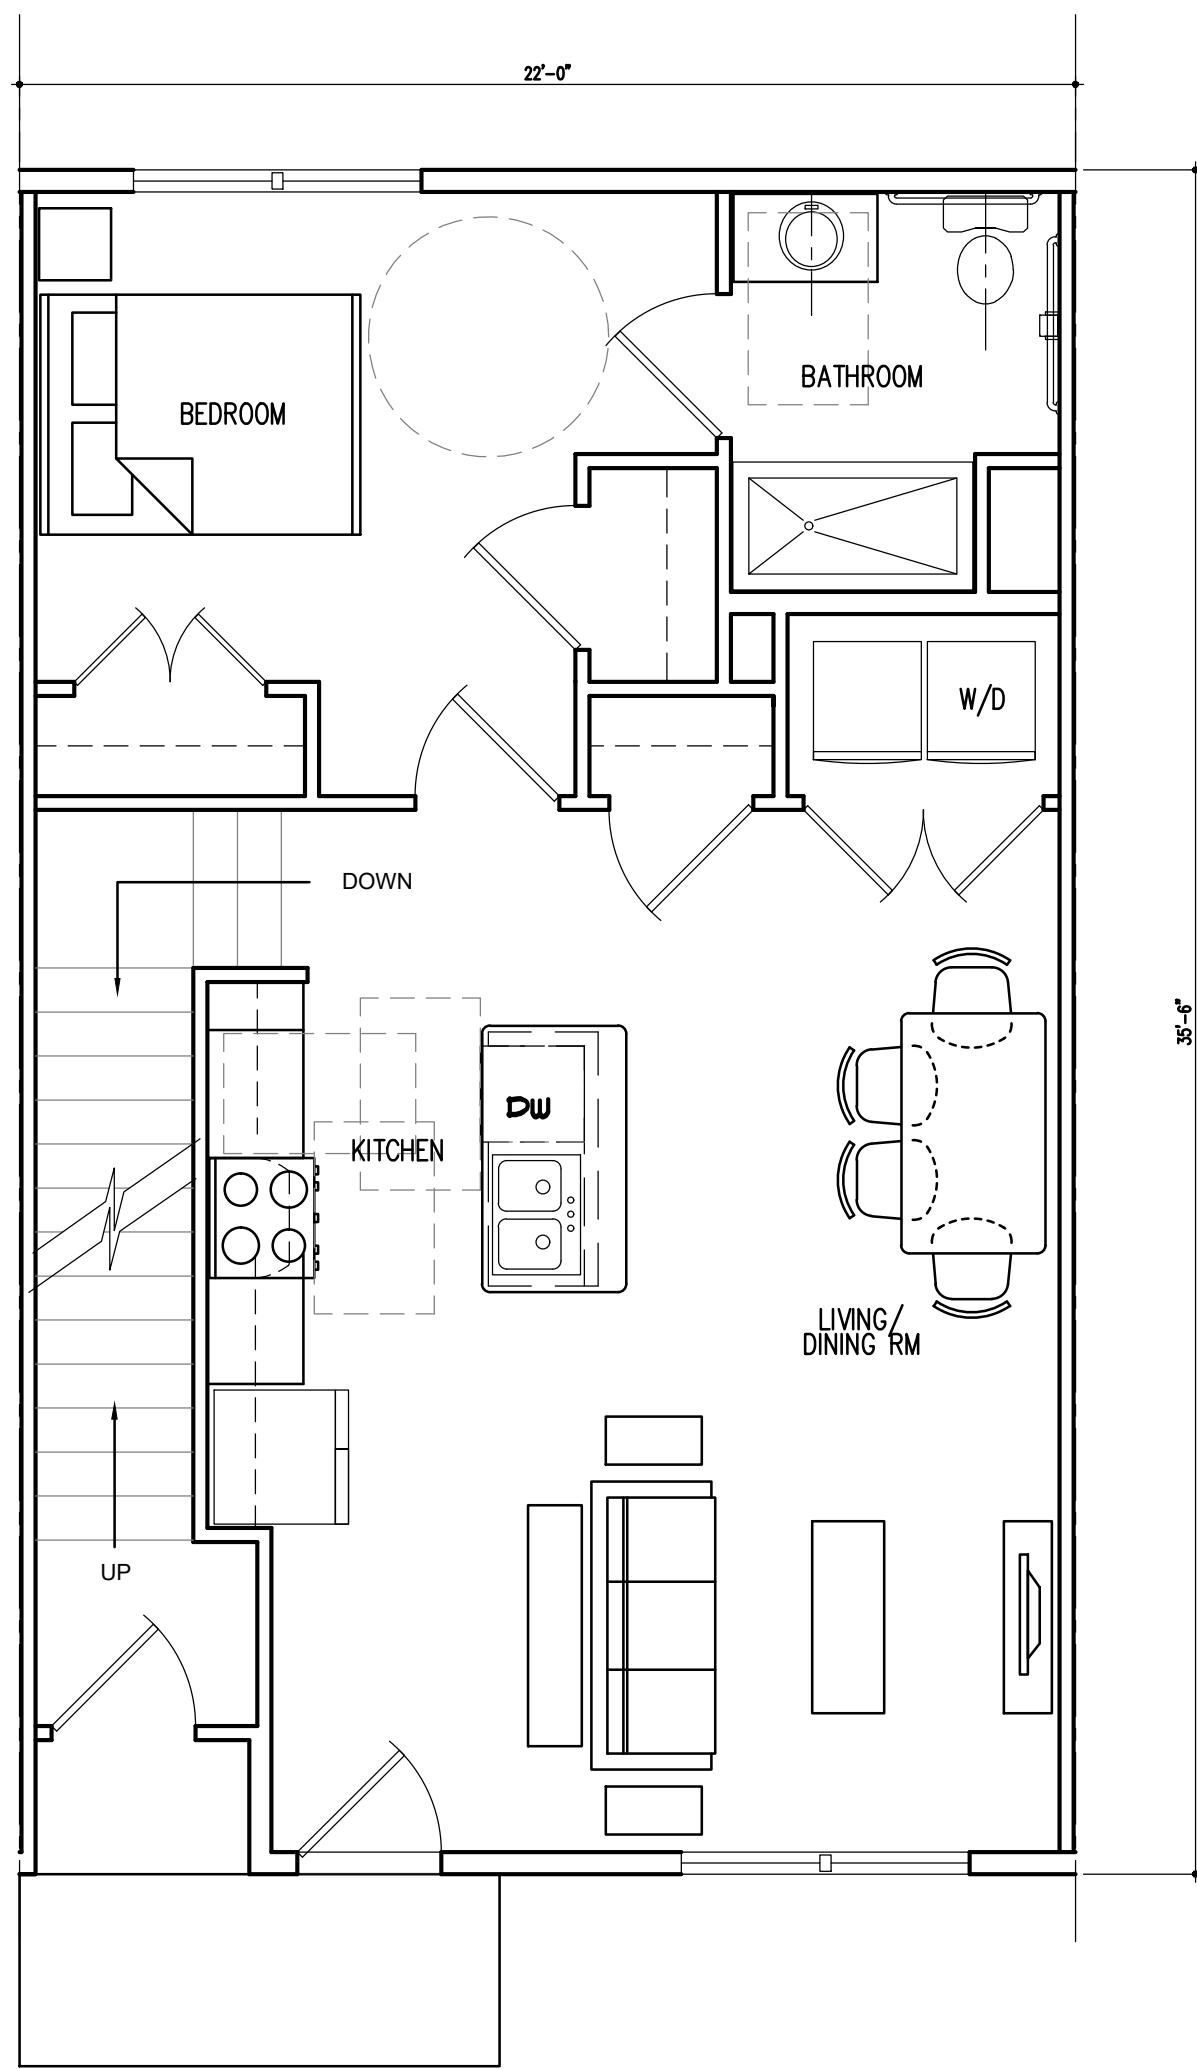 22'-0"
BATHROOM
BEDROOM
W/D
DOWN
35'-6"
DW
KITCHEN
LIVING/
DINING RM
UP